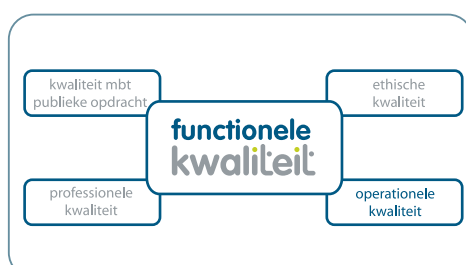 kwaliteit mbt
publieke opdracht
ethische
kwaliteit
functionele
kwaliteit
professionele
kwaliteit
operationele
kwaliteit